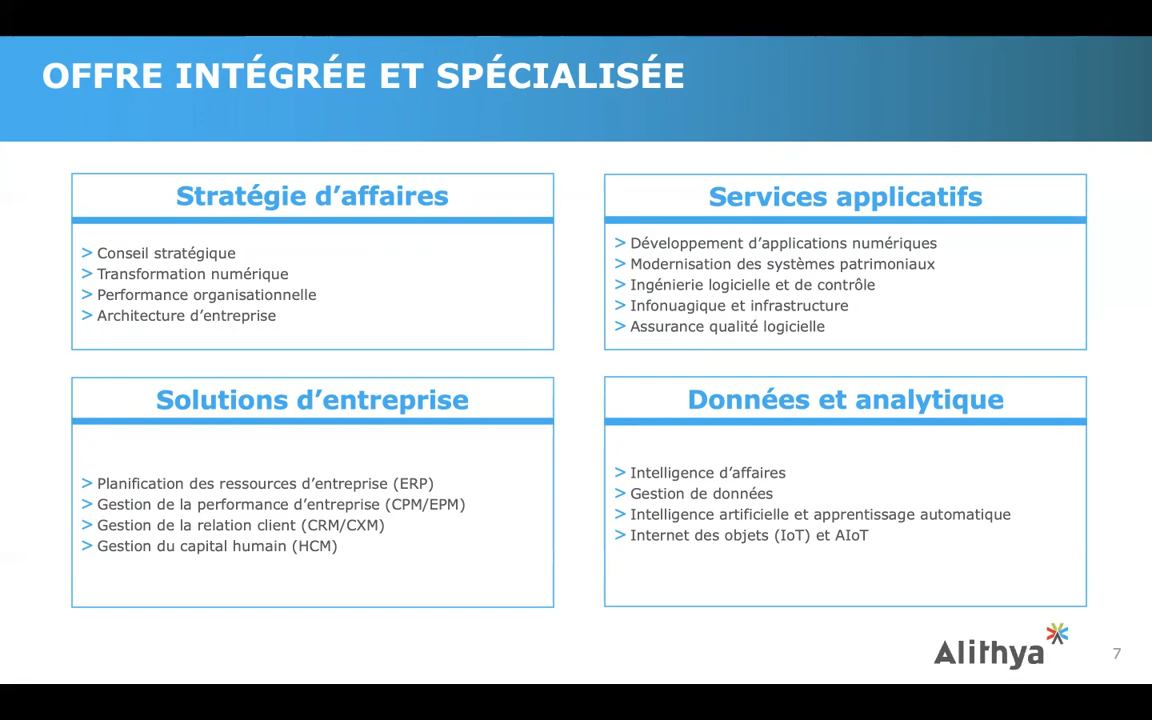 OFFRE INTÉGRÉE ET SPÉCIALISÉE
Stratégie d’affaires
> Conseil stratégique
> Transformation numérique
> Performance organisationnelle
> Architecture d’entreprise
Services applicatifs
> Développement d’applications numériques
> Modernisation des systèmes patrimoniaux
> Ingénierie logicielle et de contrôle
> Infonuagique et infrastructure
> Assurance qualité logicielle
Solutions d’entreprise
> Planification des ressources d’entreprise (ERP)
> Gestion de la performance d’entreprise (CPM/EPM)
> Gestion de la relation client (CRM/CXM)
> Gestion du capital humain (HCM)
Données et analytique
> Intelligence d’affaires
> Gestion de données
> Intelligence artificielle et apprentissage automatique
> Internet des objets (IoT) et AIoT
Alithya
7